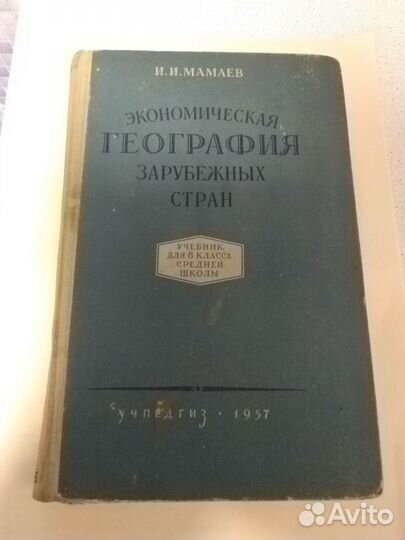 И.И.МАМАЕВ
ЭКОНОМИЧЕСКАЯ
ГЕОГРАФИЯ
ЗАРУБЕЖНЫХ
СТРАН
УЧЕБНИК
ДЛЯ 8 КЛАССА
СРЕДНЕЙ
ШКОЛЫ
УЧПЕДГИЗ · 1957
Avito